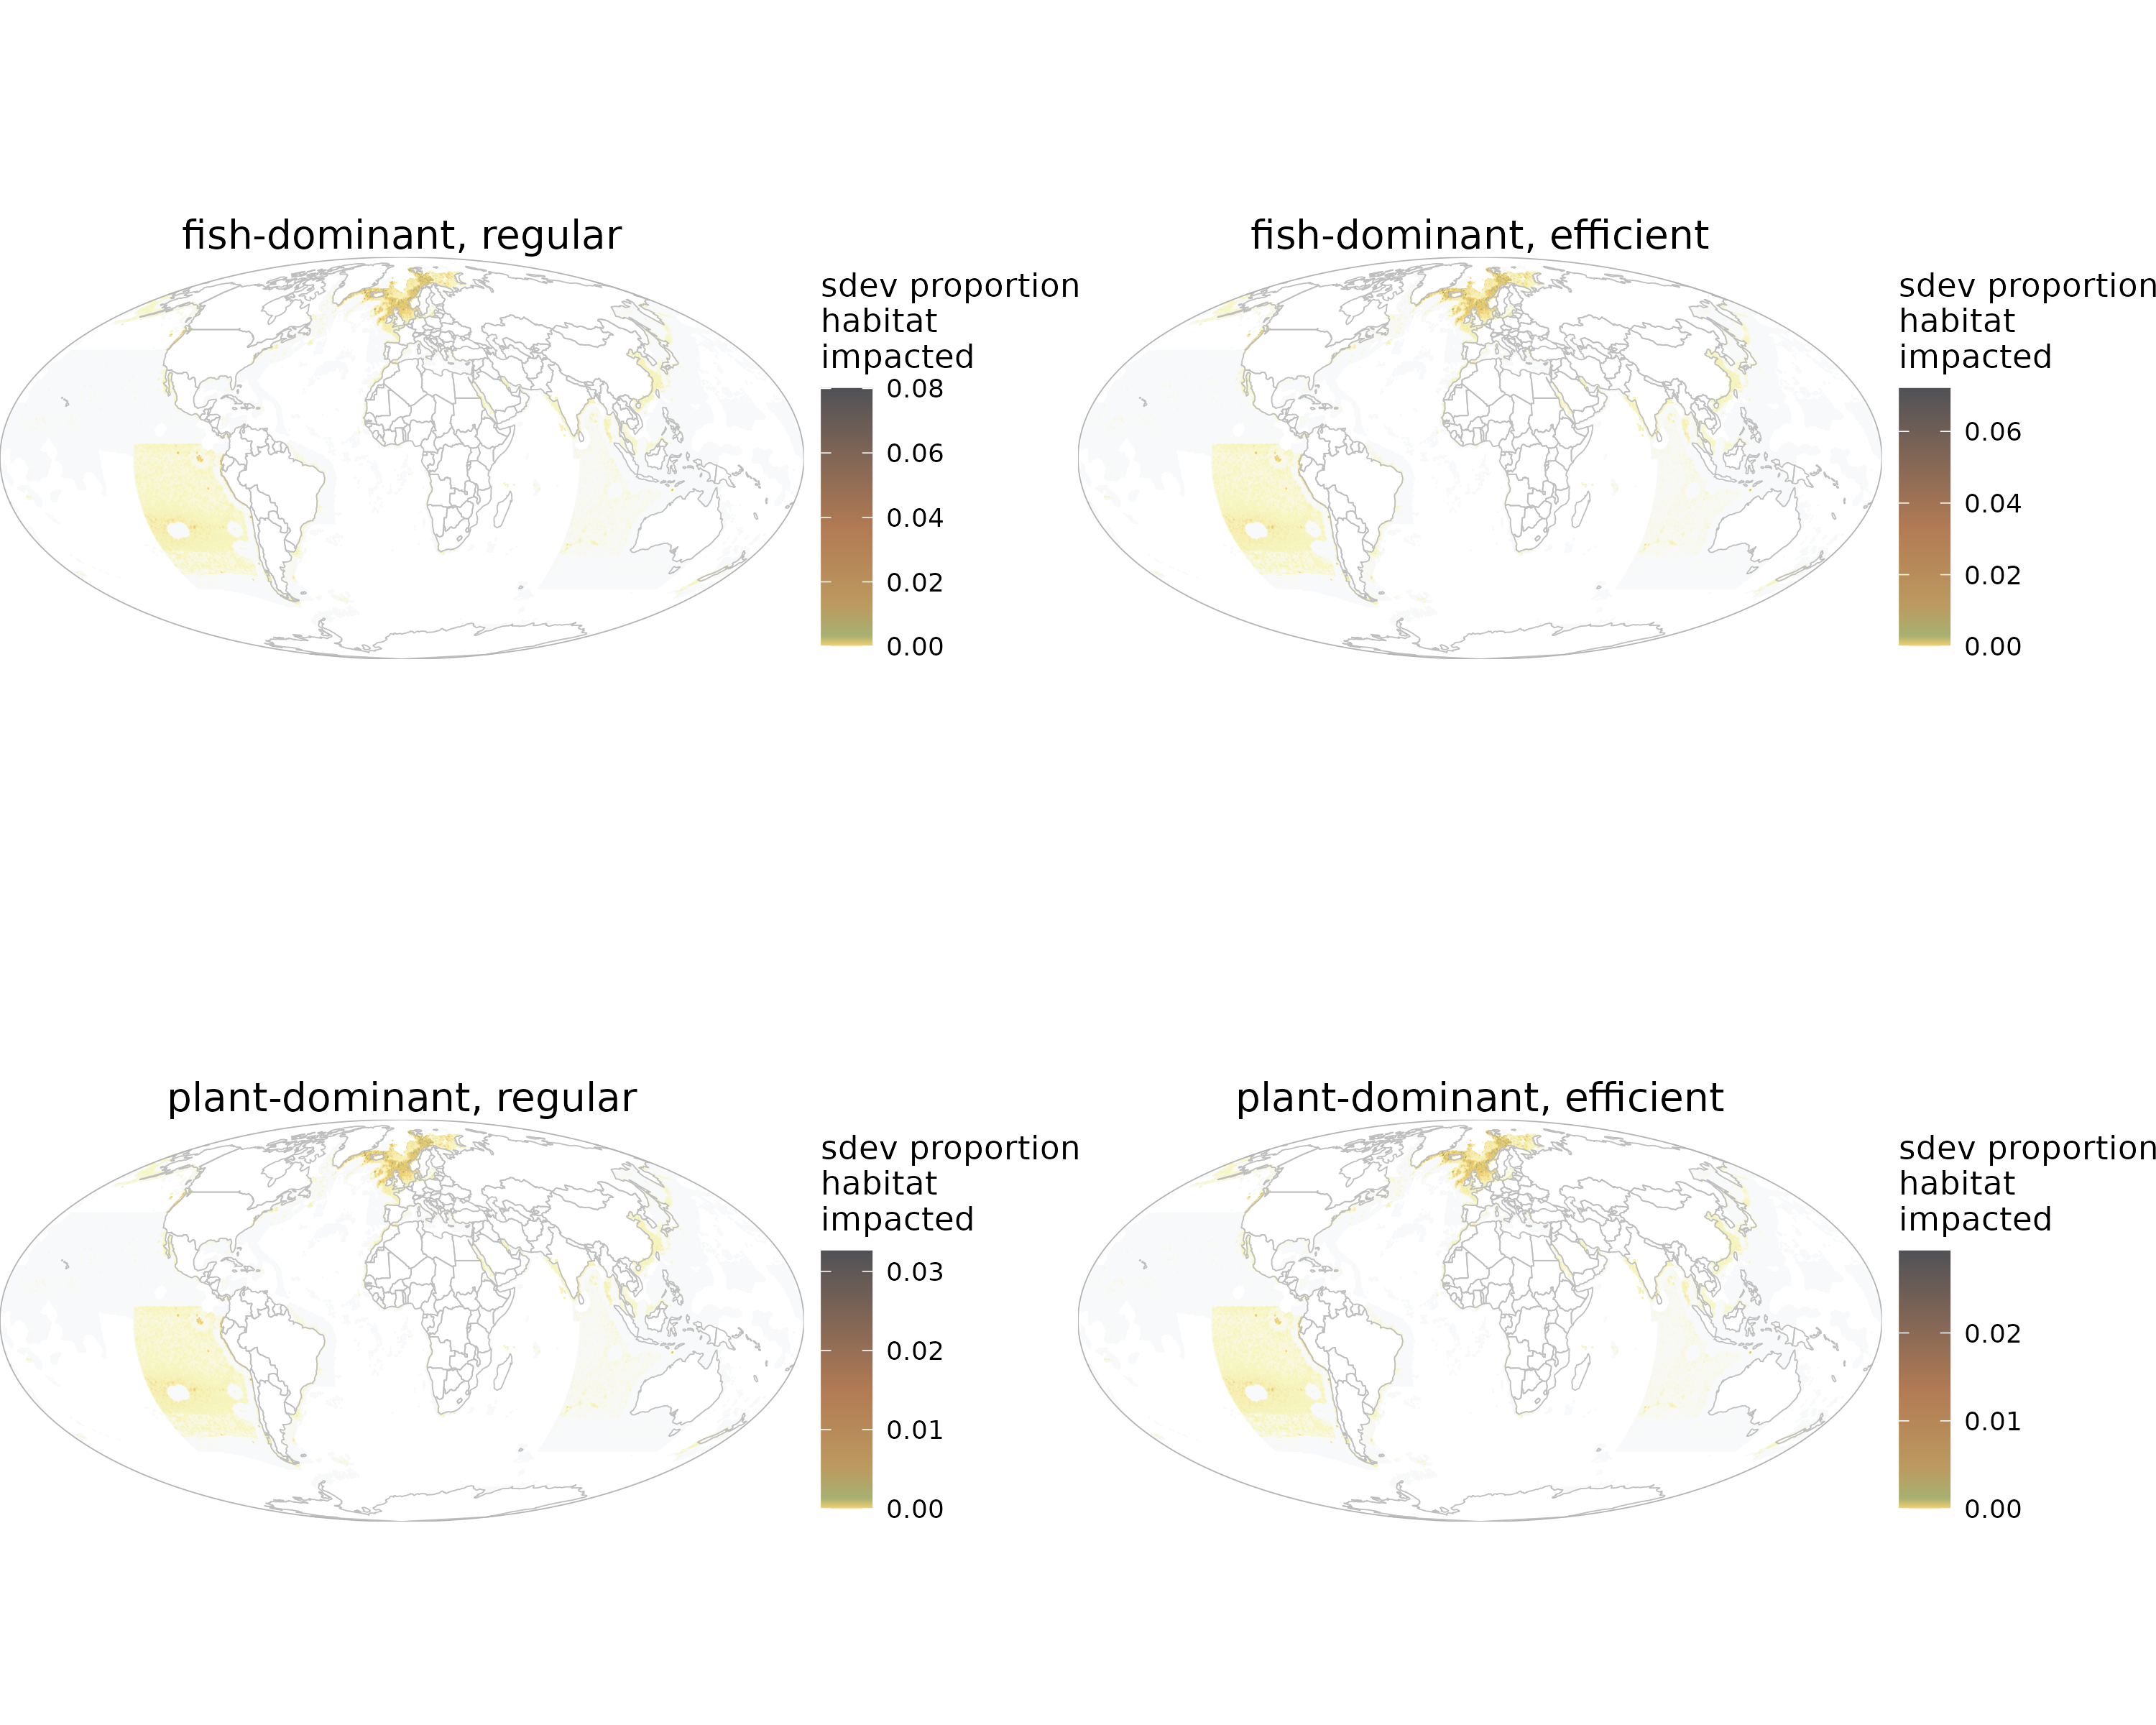 fish-dominant, regular
sdev proportion
habitat
impacted
0.08
0.06
0.04
0.02
0.00
fish-dominant, efficient
sdev proportion
habitat
impacted
0.06
0.04
0.02
0.00
plant-dominant, regular
sdev proportion
habitat
impacted
0.03
0.02
0.01
0.00
plant-dominant, efficient
sdev proportion
habitat
impacted
0.02
0.01
0.00